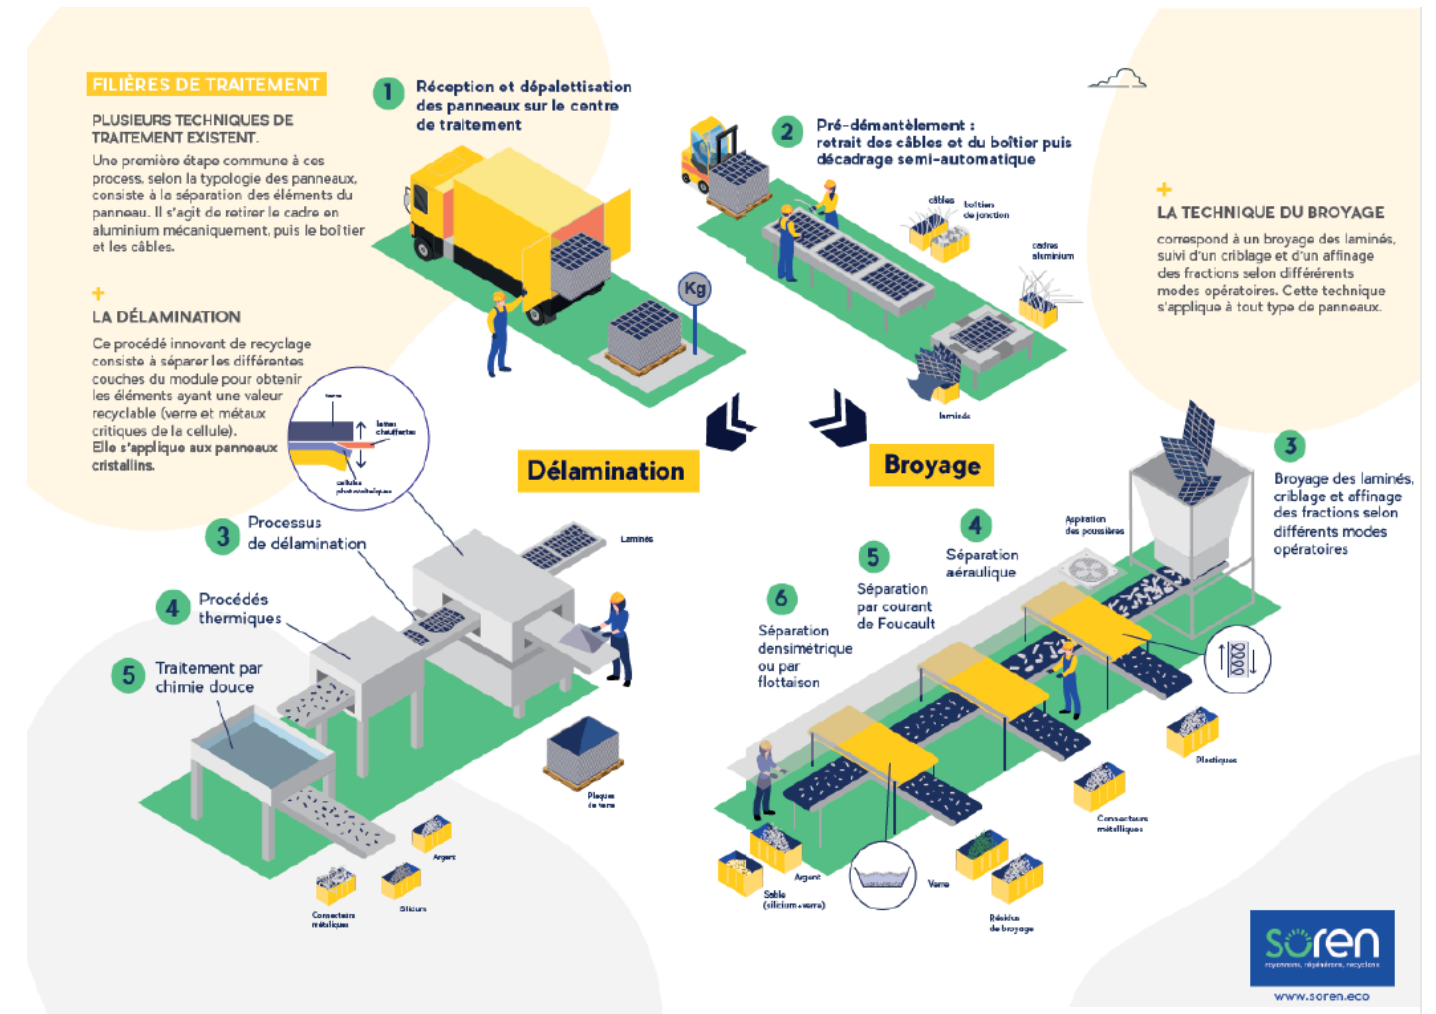 FILIÈRES DE TRAITEMENT
PLUSIEURS TECHNIQUES DE
TRAITEMENT EXISTENT.
Une première étape commune à ces
process, selon la typologie des panneaux,
consiste à la séparation des éléments du
panneau. Il s'agit de retirer le cadre en
aluminium mécaniquement, puis le boîtier
et les câbles.
+
LA DÉLAMINATION
Ce procédé innovant de recyclage
consiste à séparer les différentes
couches du module pour obtenir
les éléments ayant une valeur
recyclable (verre et métaux
critiques de la cellule).
Elle s'applique aux panneaux
cristallins.
1
Réception et dépalettisation
des panneaux sur le centre
de traitement
Kg
2
Pré-démantèlement :
retrait des câbles et du boîtier puis
décadrage semi-automatique
câbles
boîtiers
de jonction
cadres
aluminium
laminés
+
LA TECHNIQUE DU BROYAGE
correspond à un broyage des laminés,
suivi d'un criblage et d'un affinage
des fractions selon différérents
modes opératoires. Cette technique
s'applique à tout type de panneaux.
Délamination
verre
lames
chauffantes
cellules
photovoltaïques
3
Processus
de délamination
Laminés
4
Procédés
thermiques
5
Traitement par
chimie douce
Plaques
de verre
Argent
Silicium
Connecteurs
métalliques
Broyage
3
Broyage des laminés,
criblage et affinage
des fractions selon
différents modes
opératoires
Aspiration
des poussières
4
Séparation
aéraulique
5
Séparation
par courant
de Foucault
6
Séparation
densimétrique
ou par
flottaison
Plastiques
Connecteurs
métalliques
Verre
Résidus
de broyage
Argent
Sable
(silicium+verre)
soren
rayonnons, régénérons, recyclons
www.soren.eco